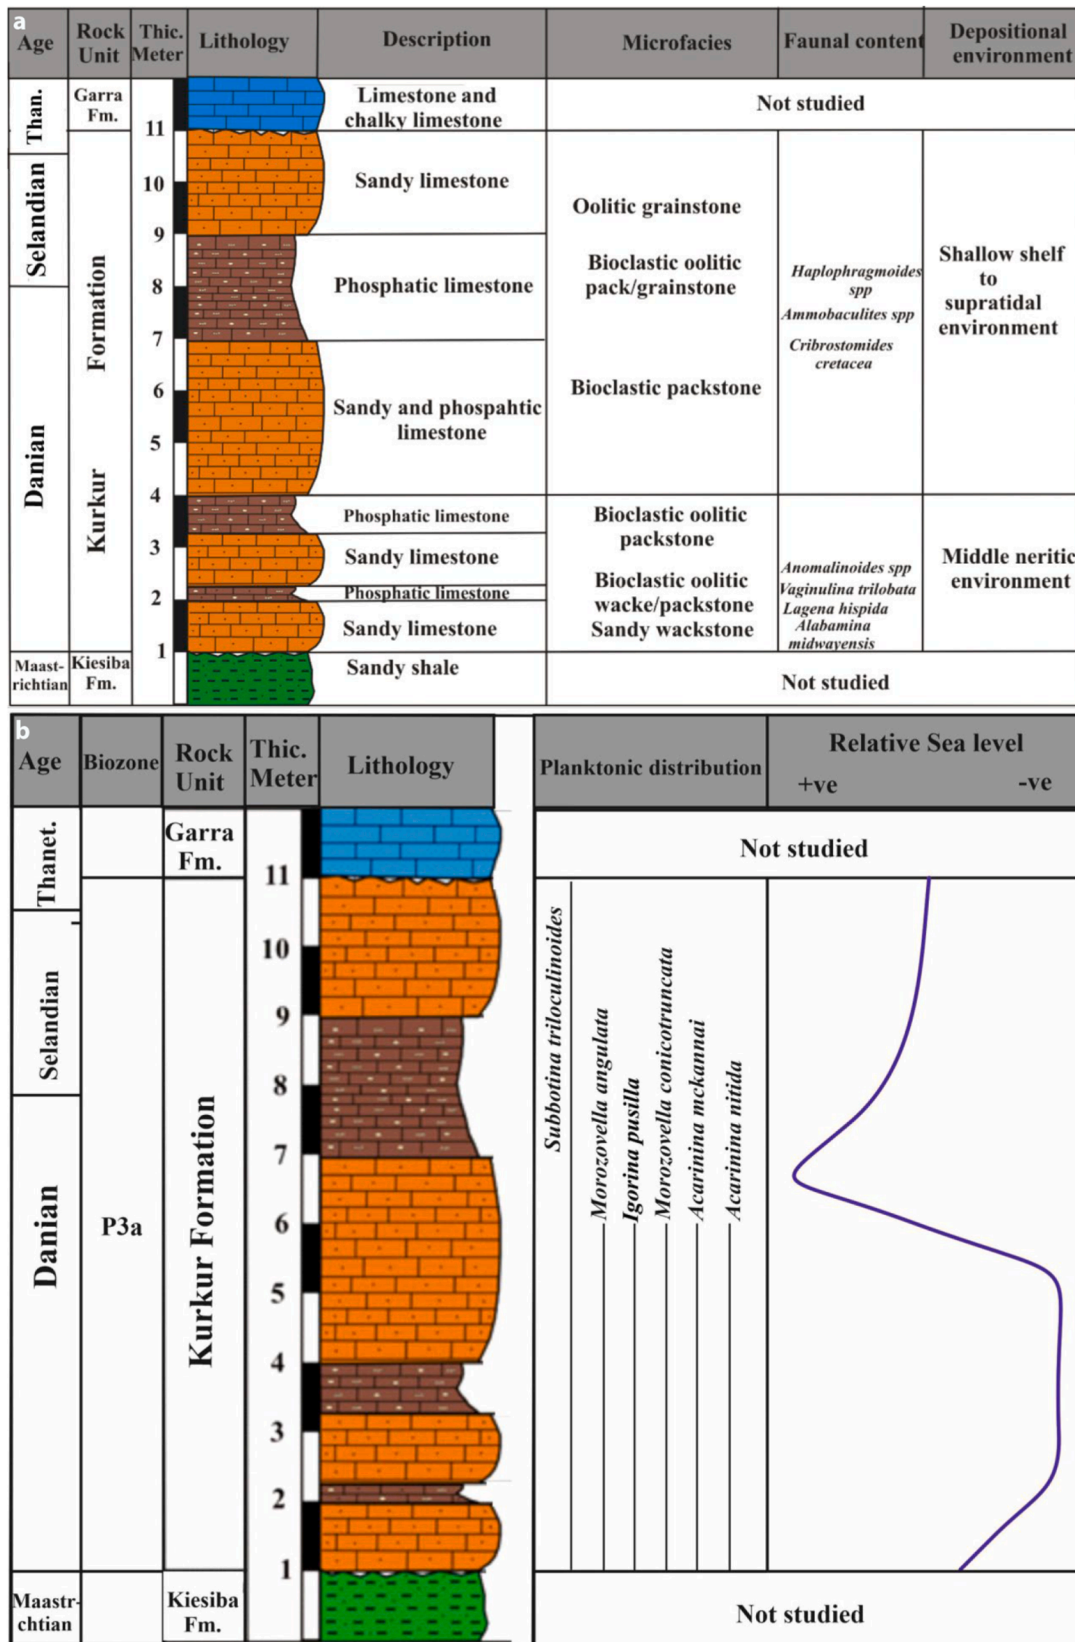 a
Age
Rock
Unit
Thic.
Meter
Lithology
Description
Microfacies
Faunal content
Depositional
environment
Than.
Selandian
Danian
Maast-
richtian
Garra
Fm.
Kurkur Formation
Kiesiba
Fm.
11
10
9
8
7
6
5
4
3
2
1
Limestone and
chalky limestone
Sandy limestone
Phosphatic limestone
Sandy and phospahtic
limestone
Phosphatic limestone
Sandy limestone
Phosphatic limestone
Sandy limestone
Sandy shale
Not studied
Oolitic grainstone
Bioclastic oolitic
pack/grainstone
Bioclastic packstone
Bioclastic oolitic
packstone
Bioclastic oolitic
wacke/packstone
Sandy wackstone
Haplophragmoides
spp
Ammobaculites spp
Cribrostomides
cretacea
Anomalinoides spp
Vaginulina trilobata
Lagena hispida
Alabamina
midwayensis
Shallow shelf
to
supratidal
environment
Middle neritic
environment
Not studied
b
Age
Biozone
Rock
Unit
Thic.
Meter
Lithology
Planktonic distribution
Relative Sea level
+ve
-ve
Thanet.
Selandian
Danian
Maastr-
chtian
P3a
Garra
Fm.
Kurkur Formation
Kiesiba
Fm.
11
10
9
8
7
6
5
4
3
2
1
Not studied
Subbotina triloculinoides
Morozovella angulata
Igorina pusilla
Morozovella conicotruncata
Acarinina mckannai
Acarinina nitida
Not studied